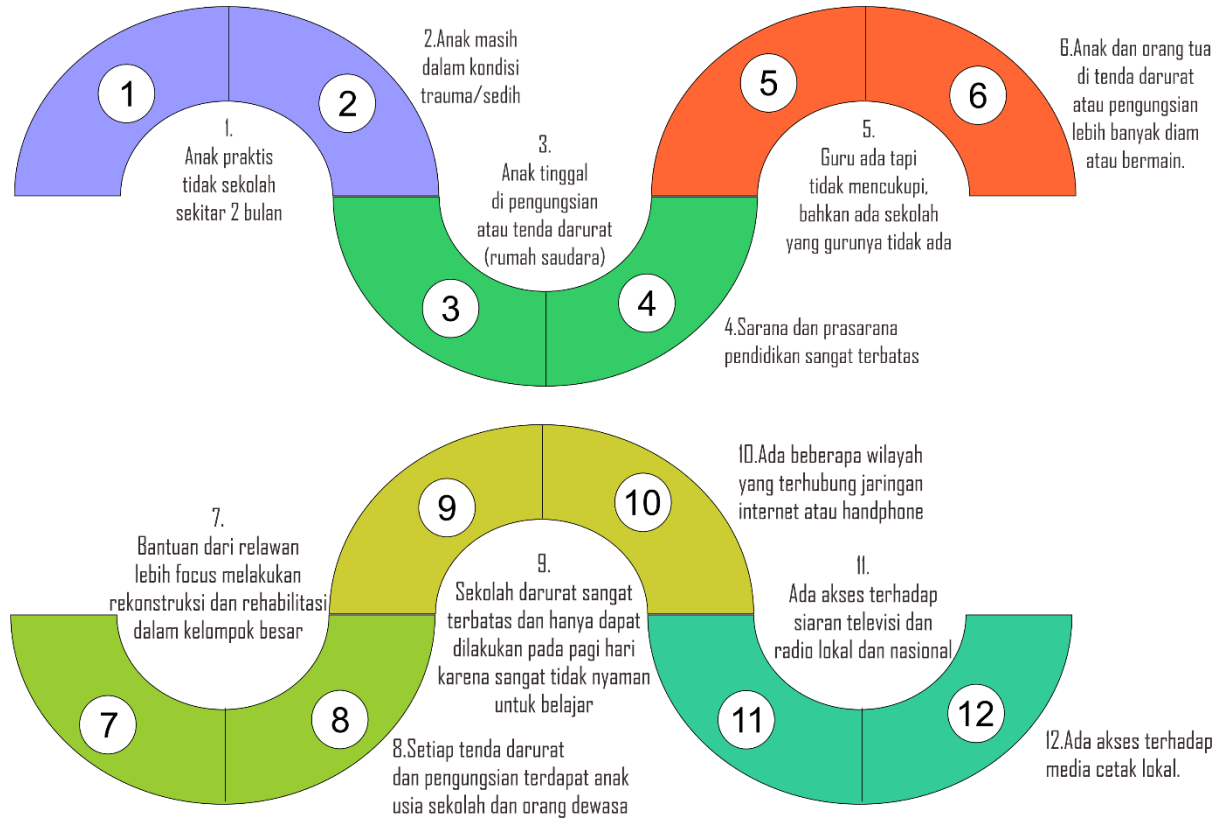 1
2
1.
Anak praktis
tidak sekolah
sekitar 2 bulan
2.Anak masih
dalam kondisi
trauma/sedih
3.
Anak tinggal
di pengungsian
atau tenda darurat
(rumah saudara)
3
4
4.Sarana dan prasarana
pendidikan sangat terbatas
5
6
5.
Guru ada tapi
tidak mencukupi,
bahkan ada sekolah
yang gurunya tidak ada
6.Anak dan orang tua
di tenda darurat
atau pengungsian
lebih banyak diam
atau bermain.
7.
Bantuan dari relawan
lebih focus melakukan
rekonstruksi dan rehabilitasi
dalam kelompok besar
7
8
8.Setiap tenda darurat
dan pengungsian terdapat anak
usia sekolah dan orang dewasa
9
10
9.
Sekolah darurat sangat
terbatas dan hanya dapat
dilakukan pada pagi hari
karena sangat tidak nyaman
untuk belajar
10.Ada beberapa wilayah
yang terhubung jaringan
internet atau handphone
11.
Ada akses terhadap
siaran televisi dan
radio lokal dan nasional
11
12
12.Ada akses terhadap
media cetak lokal.